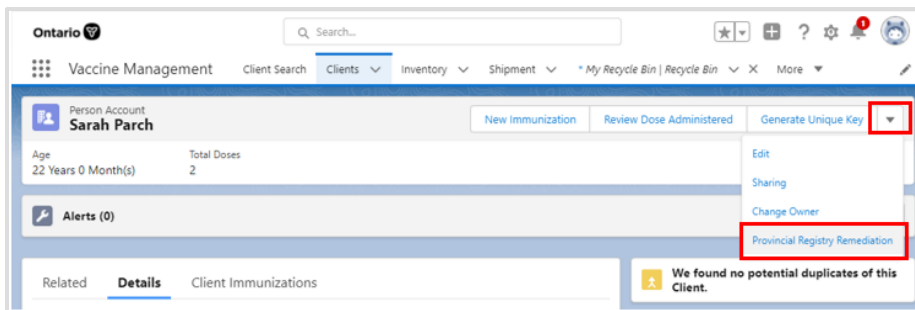 Ontario
Search...
1
Vaccine Management Client Search Clients Inventory Shipment * My Recycle Bin | Recycle Bin More
Person Account
Sarah Parch
New Immunization Review Dose Administered Generate Unique Key
Age Total Doses
22 Years 0 Month(s) 2
Edit
Sharing
Change Owner
Provincial Registry Remediation
Alerts (0)
Related Details Client Immunizations
We found no potential duplicates of this
Client.